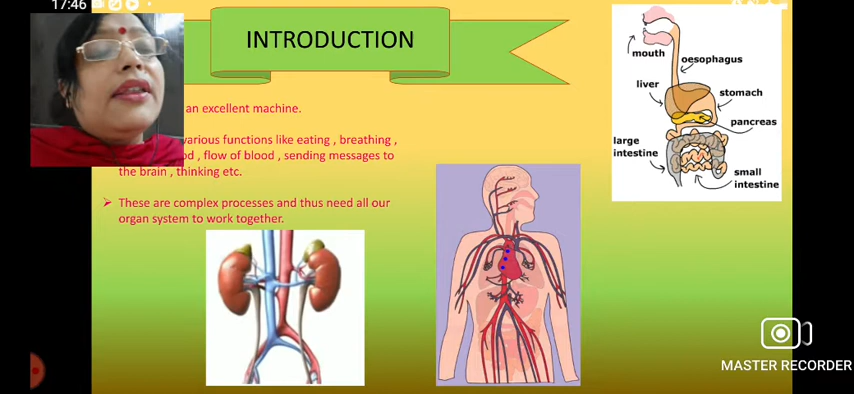 17:46
INTRODUCTION
an excellent machine.
various functions like eating , breathing ,
, flow of blood , sending messages to
the brain , thinking etc.
➢ These are complex processes and thus need all our
organ system to work together.
mouth
oesophagus
liver
stomach
pancreas
large
intestine
small
intestine
MASTER RECORDER